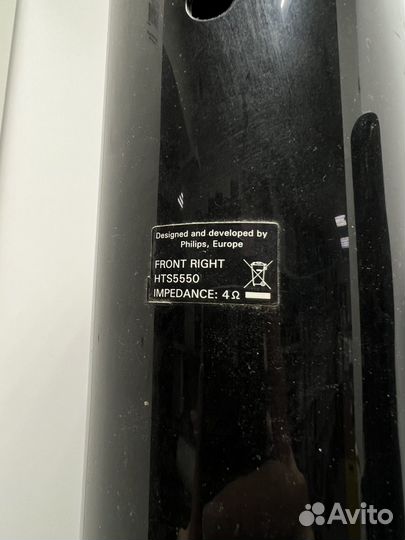 Designed and developed by
Philips, Europe
FRONT RIGHT
HTS5550
IMPEDANCE: 4Ω
Avito